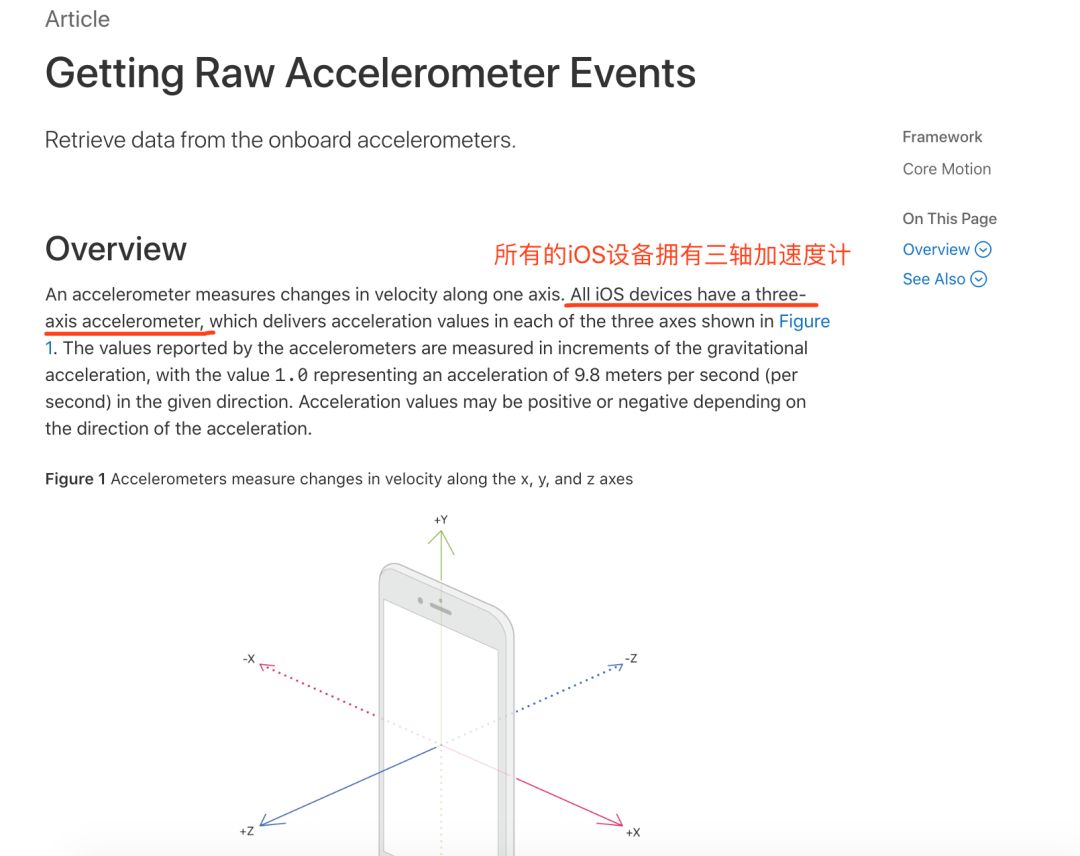 Article
Getting Raw Accelerometer Events
Retrieve data from the onboard accelerometers.
Framework
Core Motion
On This Page
Overview
See Also
Overview
所有的iOS设备拥有三轴加速度计
An accelerometer measures changes in velocity along one axis. All iOS devices have a three-
axis accelerometer, which delivers acceleration values in each of the three axes shown in Figure
1. The values reported by the accelerometers are measured in increments of the gravitational
acceleration, with the value 1.0 representing an acceleration of 9.8 meters per second (per
second) in the given direction. Acceleration values may be positive or negative depending on
the direction of the acceleration.
Figure 1 Accelerometers measure changes in velocity along the x, y, and z axes
+Y
-X
-Z
+Z
+X